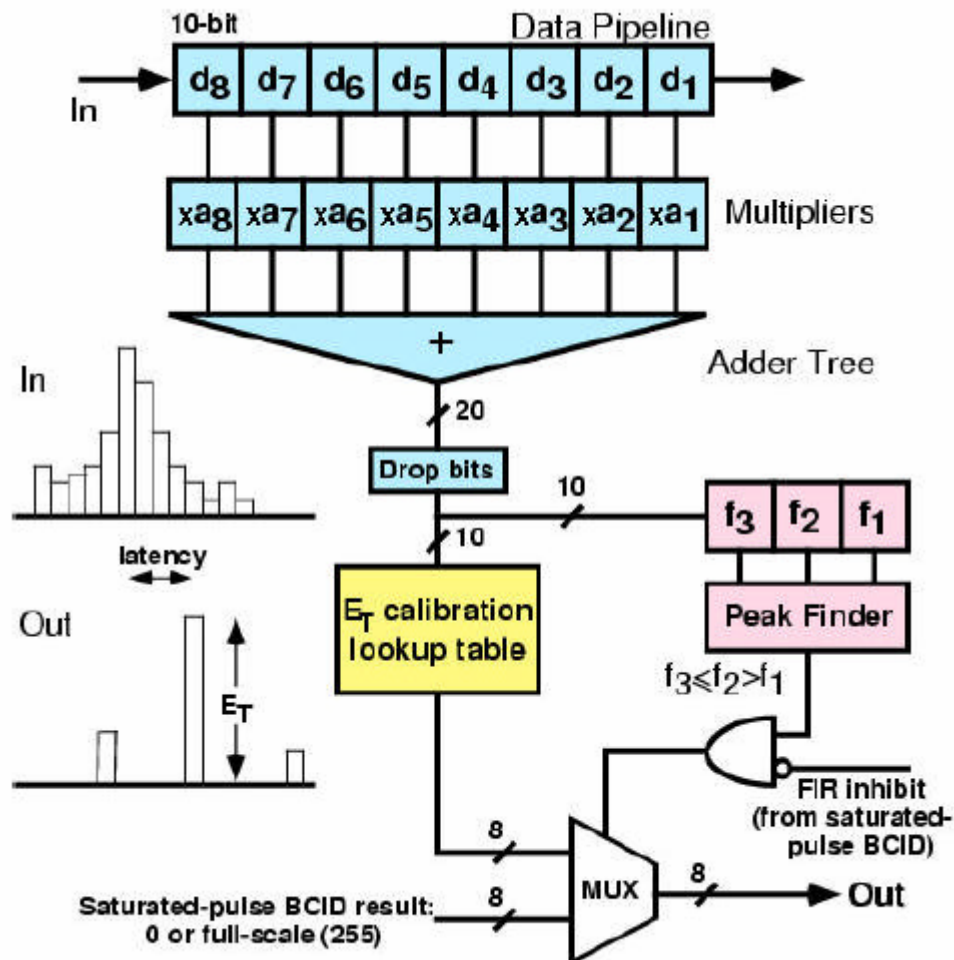 10-bit
Data Pipeline
In
d8 d7 d6 d5 d4 d3 d2 d1
xa8 xa7 xa6 xa5 xa4 xa3 xa2 xa1
Multipliers
+
Adder Tree
In
20
Drop bits
10
f3 f2 f1
10
latency
ET calibration
lookup table
Peak Finder
Out
f3⩽f2>f1
ET
FIR inhibit
(from saturated-
pulse BCID)
8
MUX
8
Out
Saturated-pulse BCID result:
0 or full-scale (255)
8